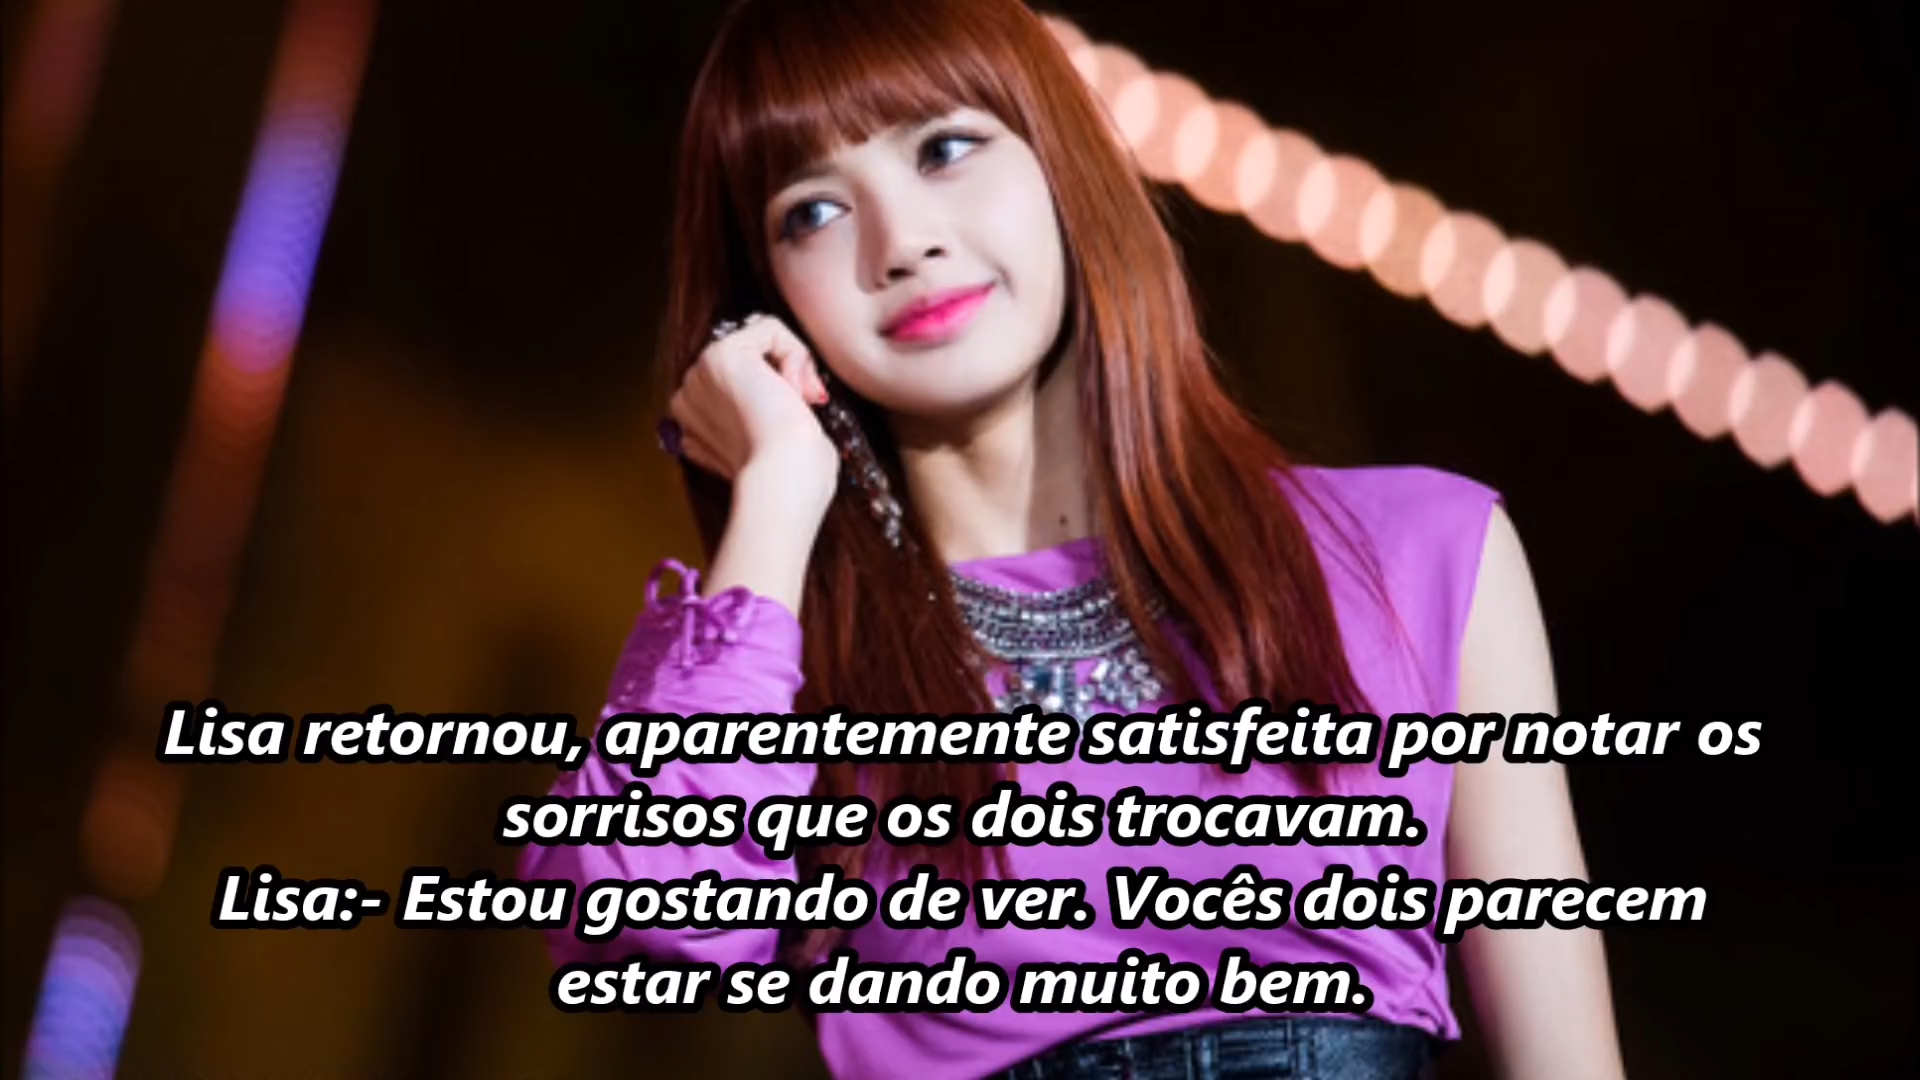 Lisa retornou, aparentemente satisfeita por notar os
sorrisos que os dois trocavam.
Lisa:- Estou gostando de ver. Vocês dois parecem
estar se dando muito bem.